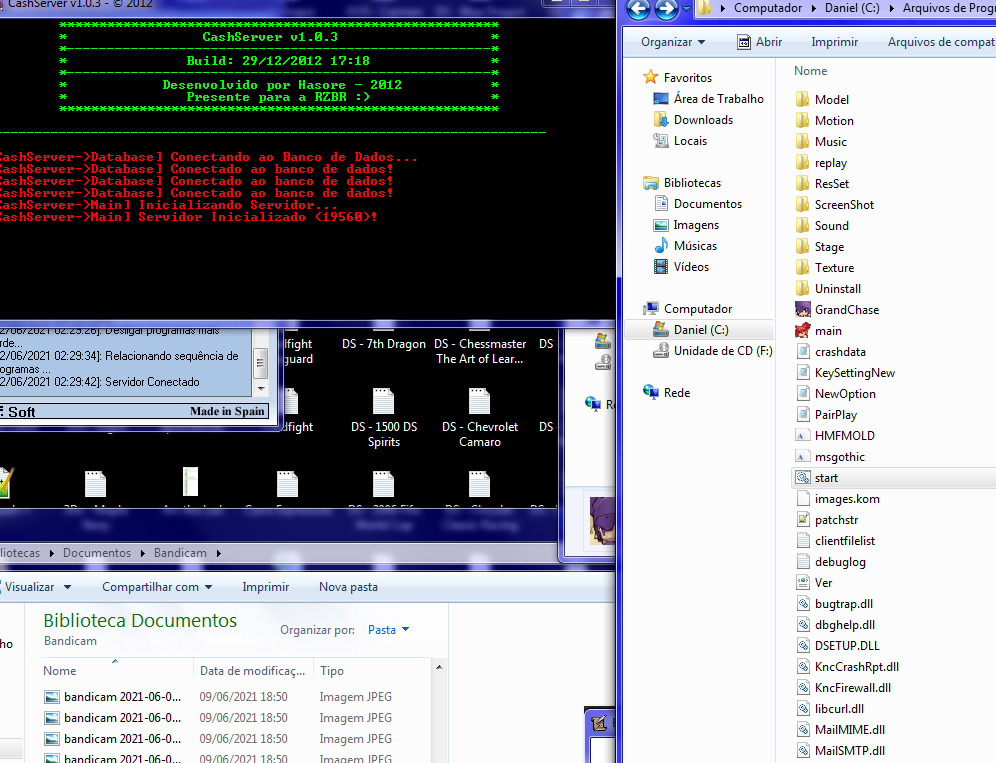 CashServer v1.0.3 - © 2012
CashServer v1.0.3
Build: 29/12/2012 17:18
Desenvolvido por Hasore - 2012
Presente para a RZBR :)
CashServer->Database] Conectando ao Banco de Dados...
CashServer->Database] Conectado ao banco de dados!
CashServer->Database] Conectado ao banco de dados!
CashServer->Database] Conectado ao banco de dados!
CashServer->Main] Inicializando Servidor...
CashServer->Main] Servidor Inicializado <19560>!
2/06/2021 02:29:26]: Desligar programas mais
rde...
2/06/2021 02:29:34]: Relacionando sequência de
ogramas ...
2/06/2021 02:29:42]: Servidor Conectado
Soft
Made in Spain
dfight
guard
DS - 7th Dragon
DS - Chessmaster
The Art of Lear...
DS
dfight
DS - 1500 DS
Spirits
DS - Chevrolet
Camaro
DS
World Cup
Classic Racing
liotecas
Documentos
Bandicam
Visualizar
Compartilhar com
Imprimir
Nova pasta
ho
Biblioteca Documentos
Bandicam
Organizar por:
Pasta
Nome
Data de modificaç...
Tipo
bandicam 2021-06-0...
09/06/2021 18:50
Imagem JPEG
bandicam 2021-06-0...
09/06/2021 18:50
Imagem JPEG
bandicam 2021-06-0...
09/06/2021 18:50
Imagem JPEG
bandicam 2021-06-0...
09/06/2021 18:50
Imagem JPEG
Computador
Daniel (C:)
Arquivos de Prog
Organizar
Abrir
Imprimir
Arquivos de compat
Favoritos
Área de Trabalho
Downloads
Locais
Bibliotecas
Documentos
Imagens
Músicas
Vídeos
Computador
Daniel (C:)
Unidade de CD (F:)
Rede
Nome
Model
Motion
Music
replay
ResSet
ScreenShot
Sound
Stage
Texture
Uninstall
GrandChase
main
crashdata
KeySettingNew
NewOption
PairPlay
HMFMOLD
msgothic
start
images.kom
patchstr
clientfilelist
debuglog
Ver
bugtrap.dll
dbghelp.dll
DSETUP.DLL
KncCrashRpt.dll
KncFirewall.dll
libcurl.dll
MailMIME.dll
MailSMTP.dll